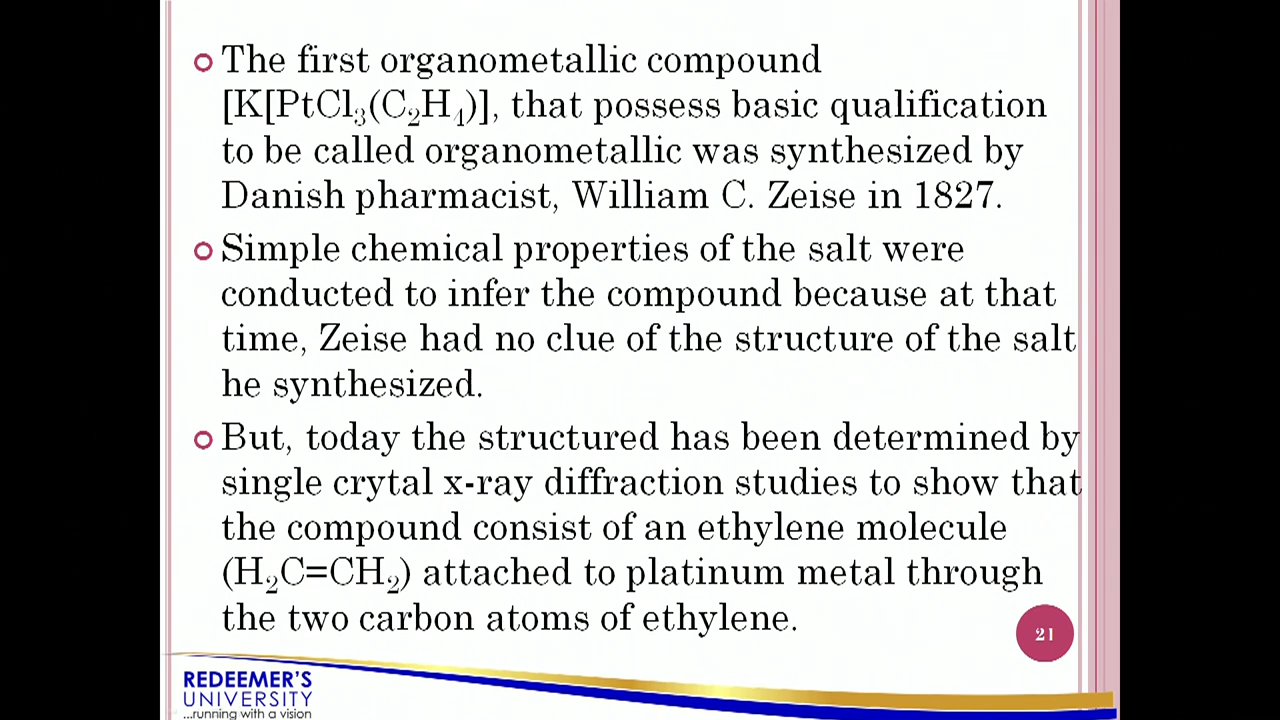 The first organometallic compound
[K[PtCl₃(C₂H₄)], that possess basic qualification
to be called organometallic was synthesized by
Danish pharmacist, William C. Zeise in 1827.
Simple chemical properties of the salt were
conducted to infer the compound because at that
time, Zeise had no clue of the structure of the salt
he synthesized.
But, today the structured has been determined by
single crytal x-ray diffraction studies to show that
the compound consist of an ethylene molecule
(H₂C=CH₂) attached to platinum metal through
the two carbon atoms of ethylene.
21
REDEEMER'S
UNIVERSITY
...running with a vision